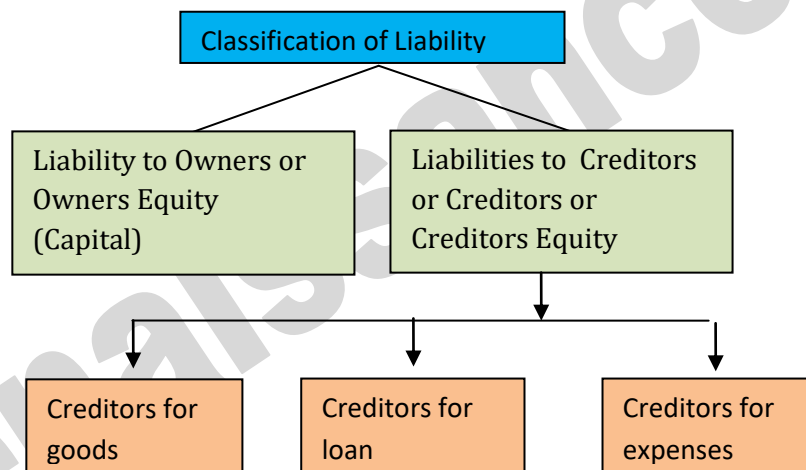 Classification of Liability
Liability to Owners or
Owners Equity
(Capital)
Liabilities to Creditors
or Creditors or
Creditors Equity
Creditors for
goods
Creditors for
loan
Creditors for
expenses